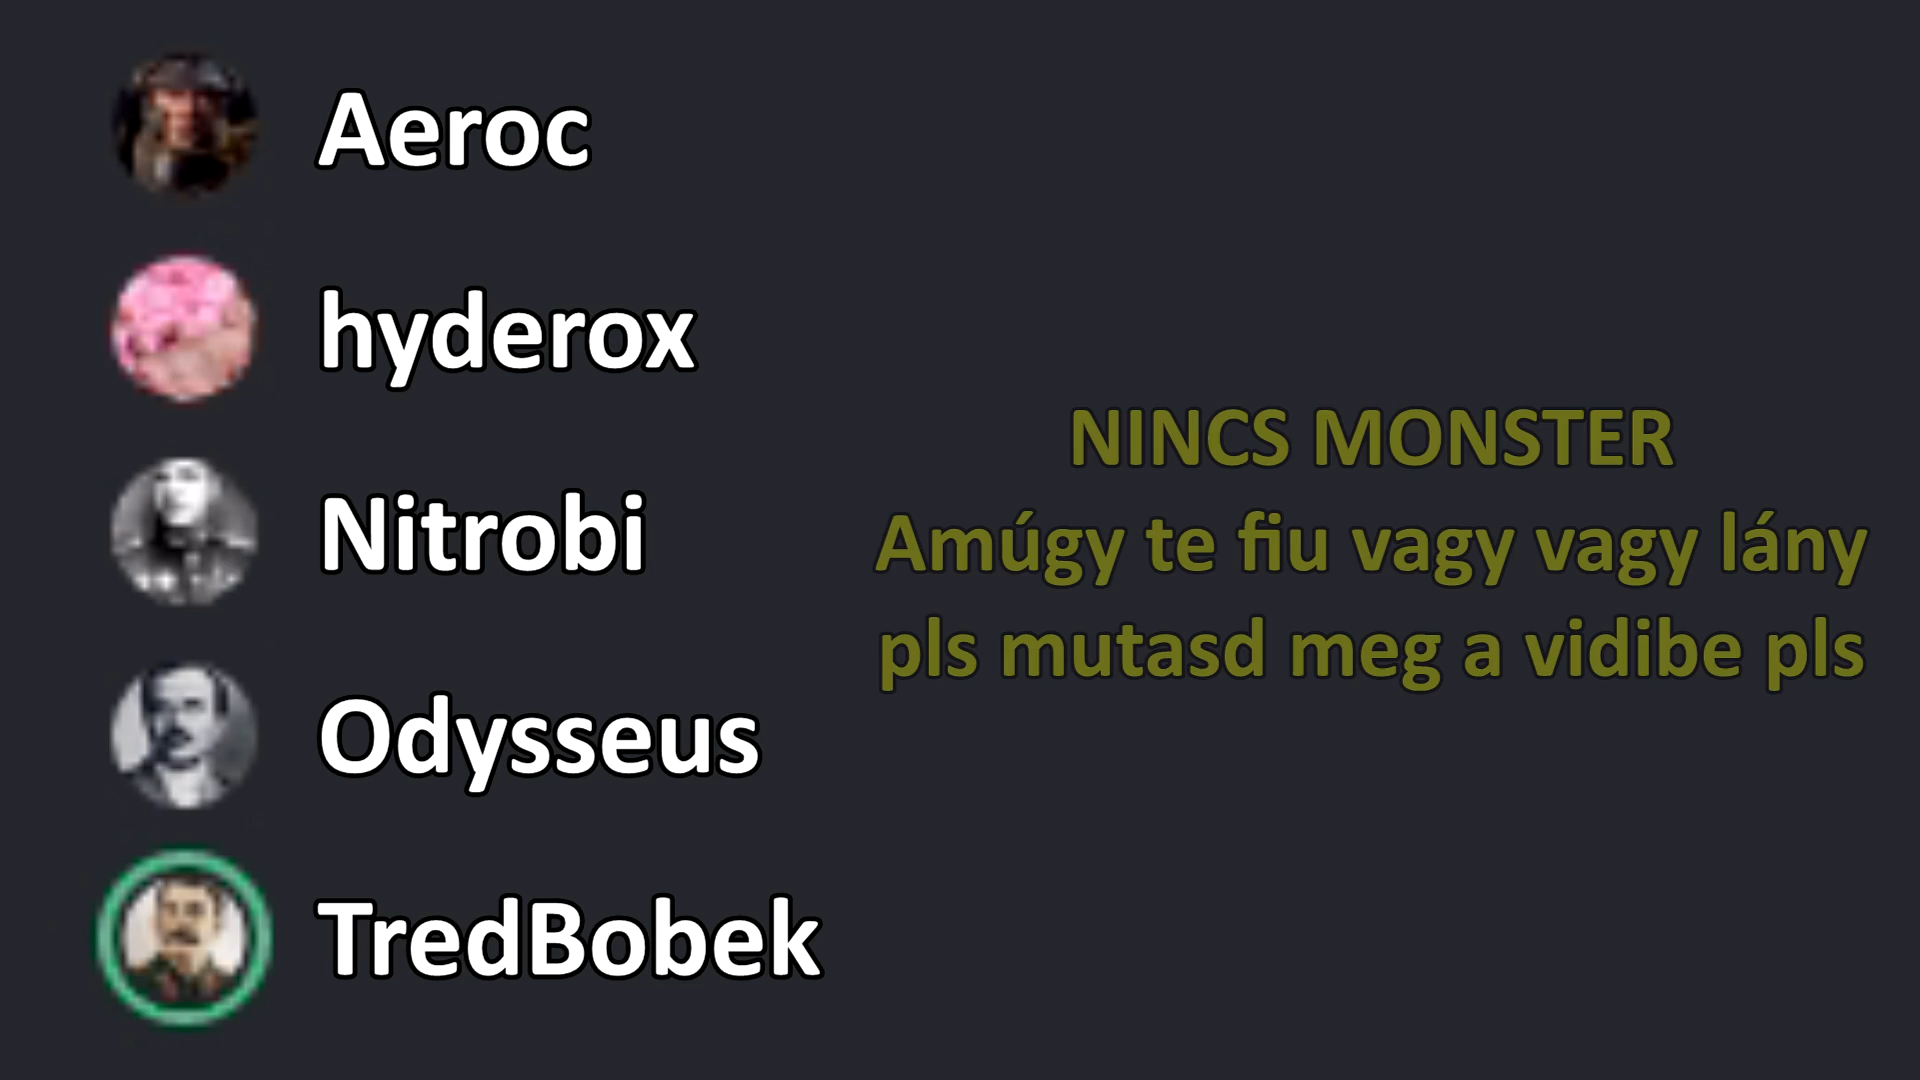 Aeroc
hyderox
Nitrobi
Odysseus
TredBobek
NINCS MONSTER
Amúgy te fiu vagy vagy lány
pls mutasd meg a vidibe pls